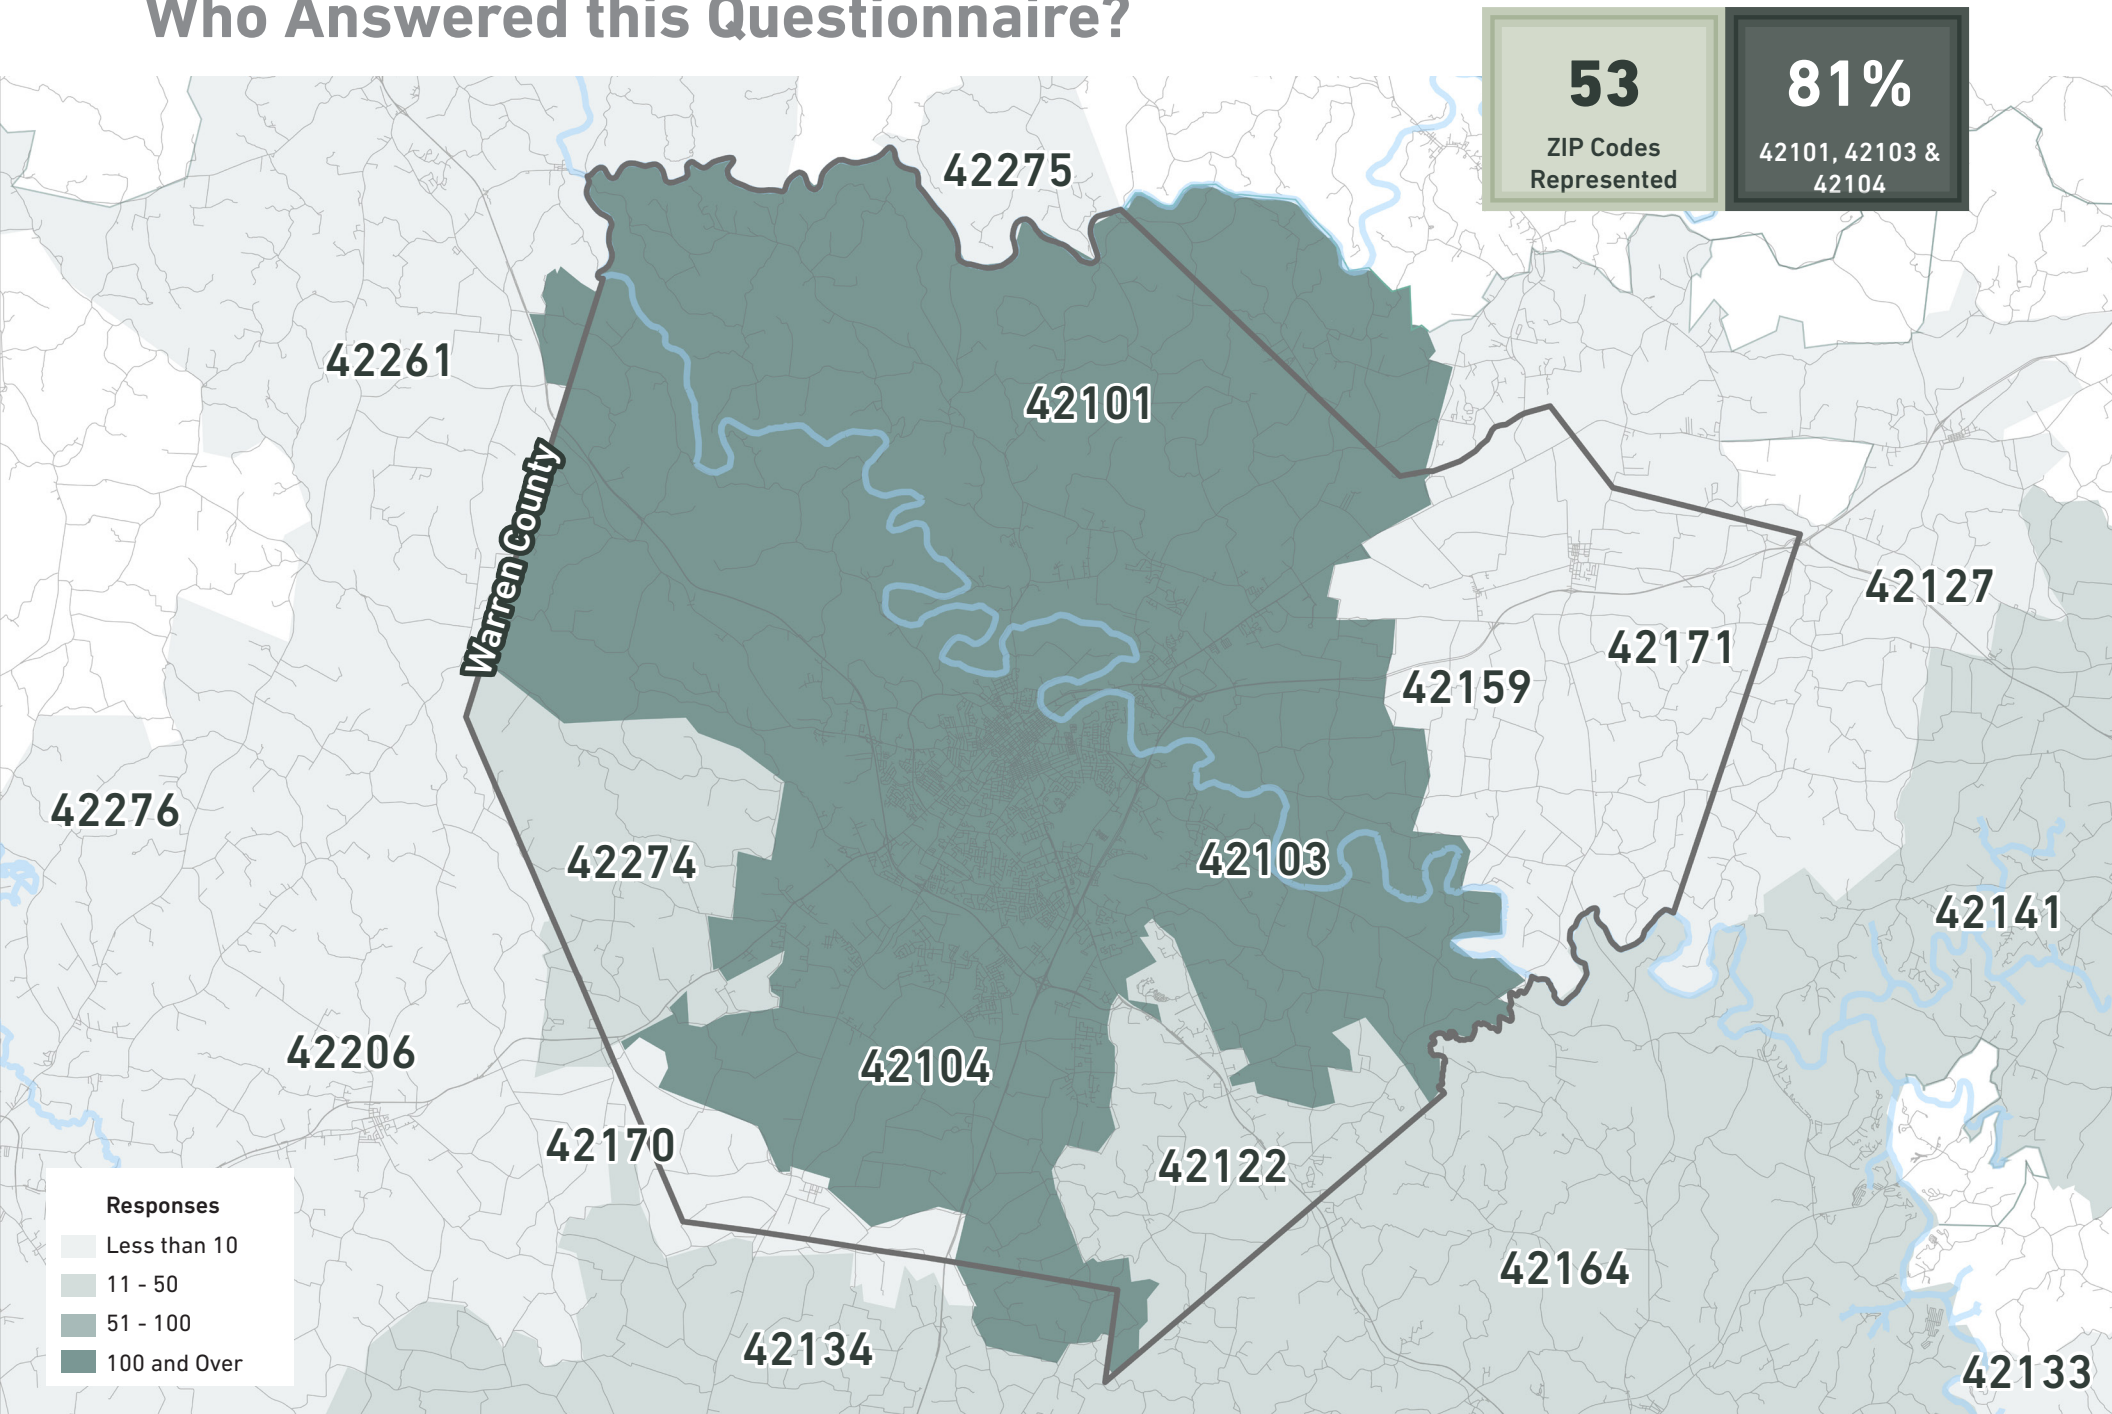 Who Answered this Questionnaire?
53
ZIP Codes
Represented
81%
42101, 42103 &
42104
42275
42261
42101
Warren County
42127
42171
42159
42276
42274
42103
42141
42206
42104
42170
42122
42164
42134
42133
Responses
Less than 10
11 - 50
51 - 100
100 and Over